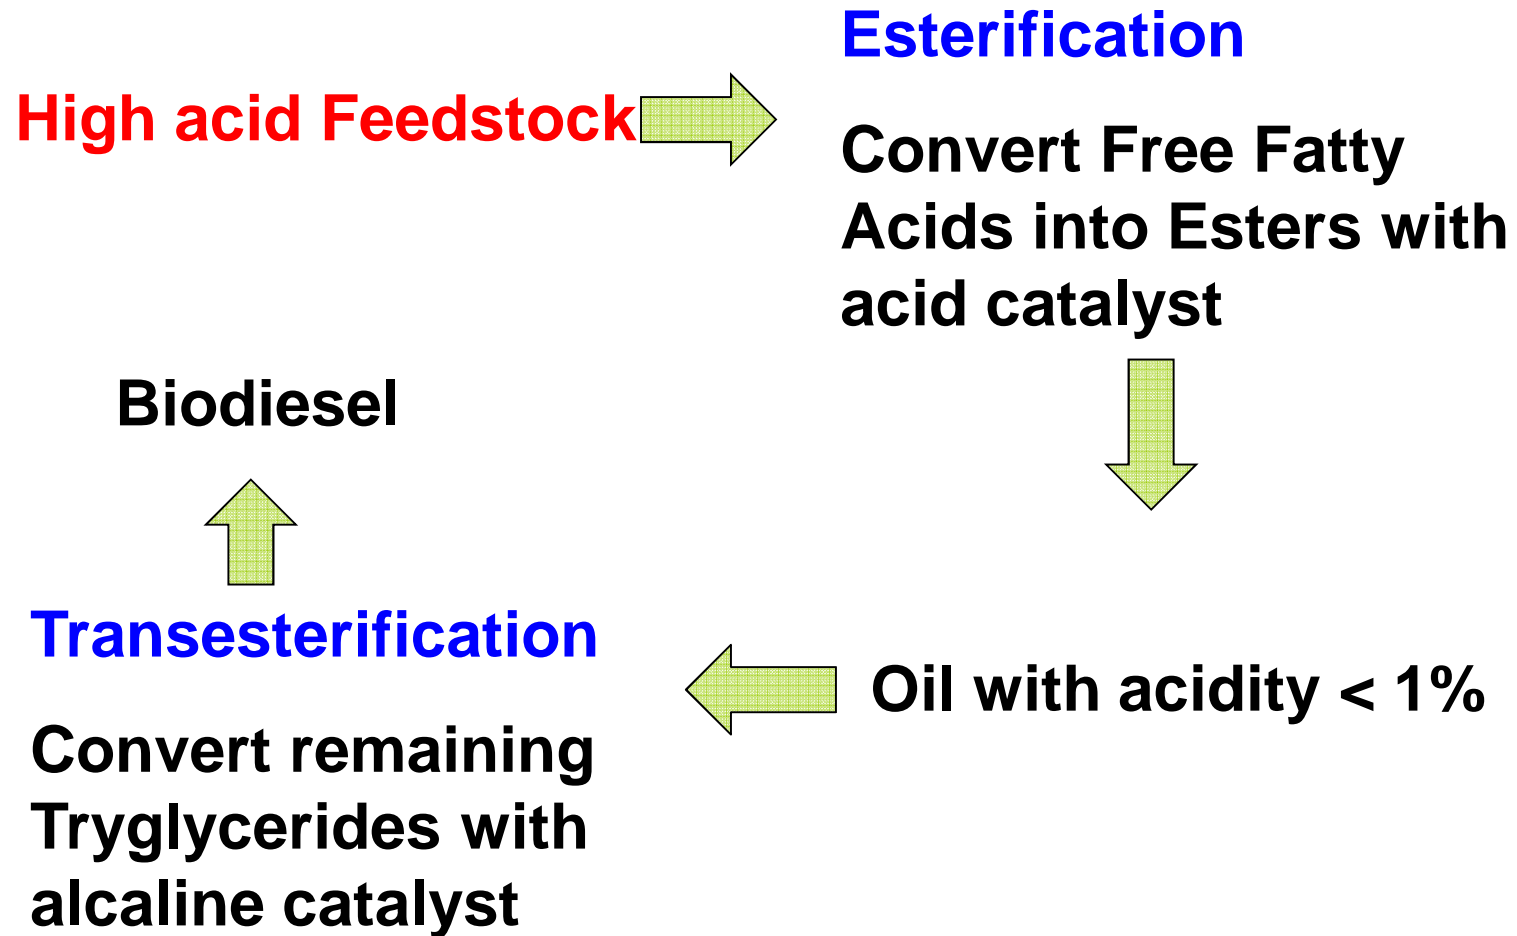 High acid Feedstock
Esterification
Convert Free Fatty
Acids into Esters with
acid catalyst
Oil with acidity < 1%
Transesterification
Convert remaining
Tryglycerides with
alcaline catalyst
Biodiesel